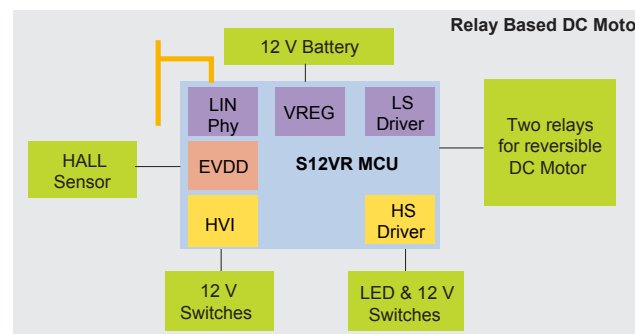 Relay Based DC Moto
12 V Battery
LIN
Phy
VREG
LS
Driver
HALL
Sensor
EVDD
S12VR MCU
Two relays
for reversible
DC Motor
HVI
HS
Driver
12 V
Switches
LED & 12 V
Switches